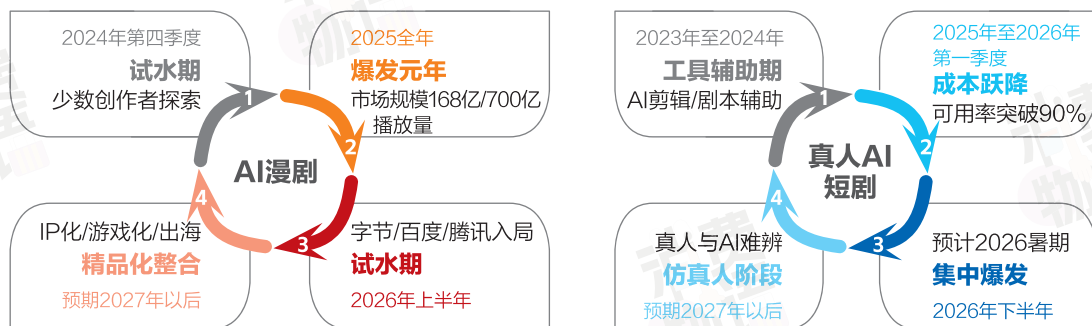 2024年第四季度
试水期
少数创作者探索
1
2025全年
爆发元年
市场规模168亿/700亿
播放量
2
AI漫剧
字节/百度/腾讯入局
试水期
2026年上半年
3
IP化/游戏化/出海
精品化整合
预期2027年以后
4
2023年至2024年
工具辅助期
AI剪辑/剧本辅助
1
2025年至2026年
第一季度
成本跃降
可用率突破90%
2
真人AI
短剧
预计2026暑期
集中爆发
2026年下半年
3
真人与AI难辨
仿真人阶段
预期2027年以后
4